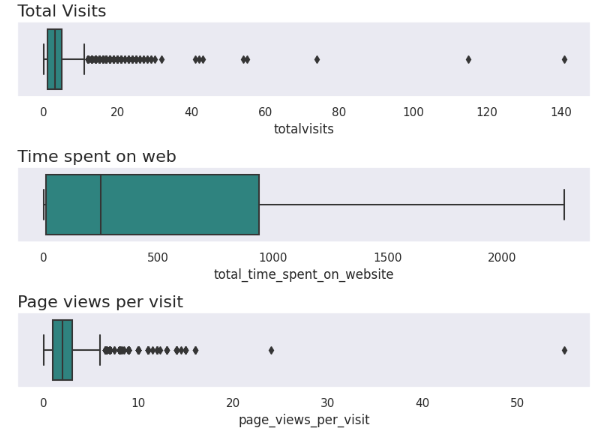 Total Visits
0 20 40 60 80 100 120 140
totalvisits
Time spent on web
0 500 1000 1500 2000
total_time_spent_on_website
Page views per visit
0 10 20 30 40 50
page_views_per_visit